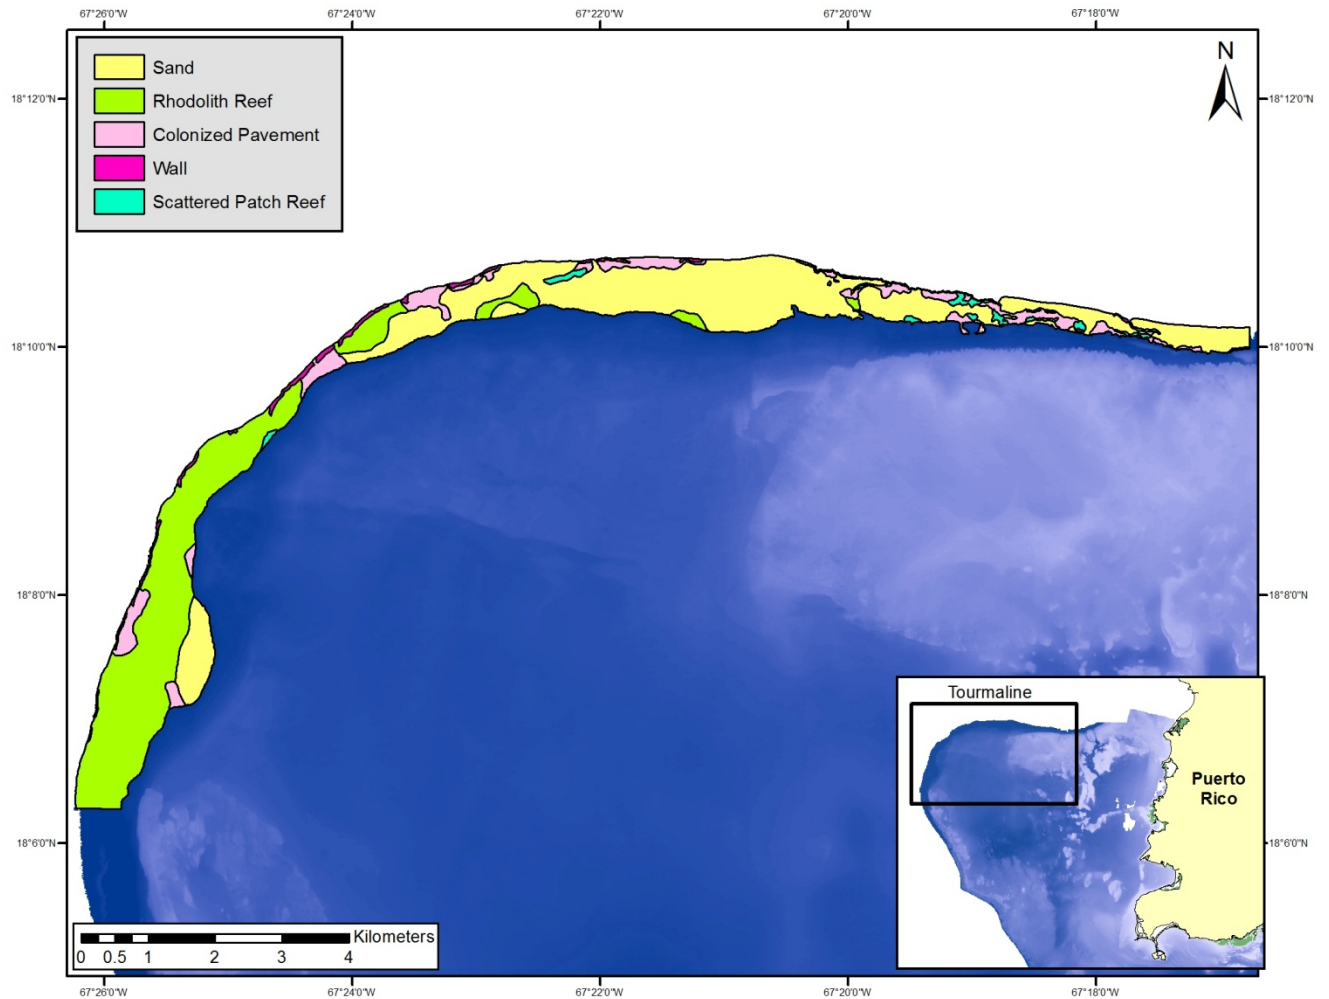 67°26'0"W 67°24'0"W 67°22'0"W 67°20'0"W 67°18'0"W
Sand
Rhodolith Reef
Colonized Pavement
Wall
Scattered Patch Reef
N
18°12'0"N 18°12'0"N
18°10'0"N 18°10'0"N
18°8'0"N 18°8'0"N
Tourmaline
Puerto
Rico
18°6'0"N 18°6'0"N
Kilometers
0 0.5 1 2 3 4
67°26'0"W 67°24'0"W 67°22'0"W 67°20'0"W 67°18'0"W